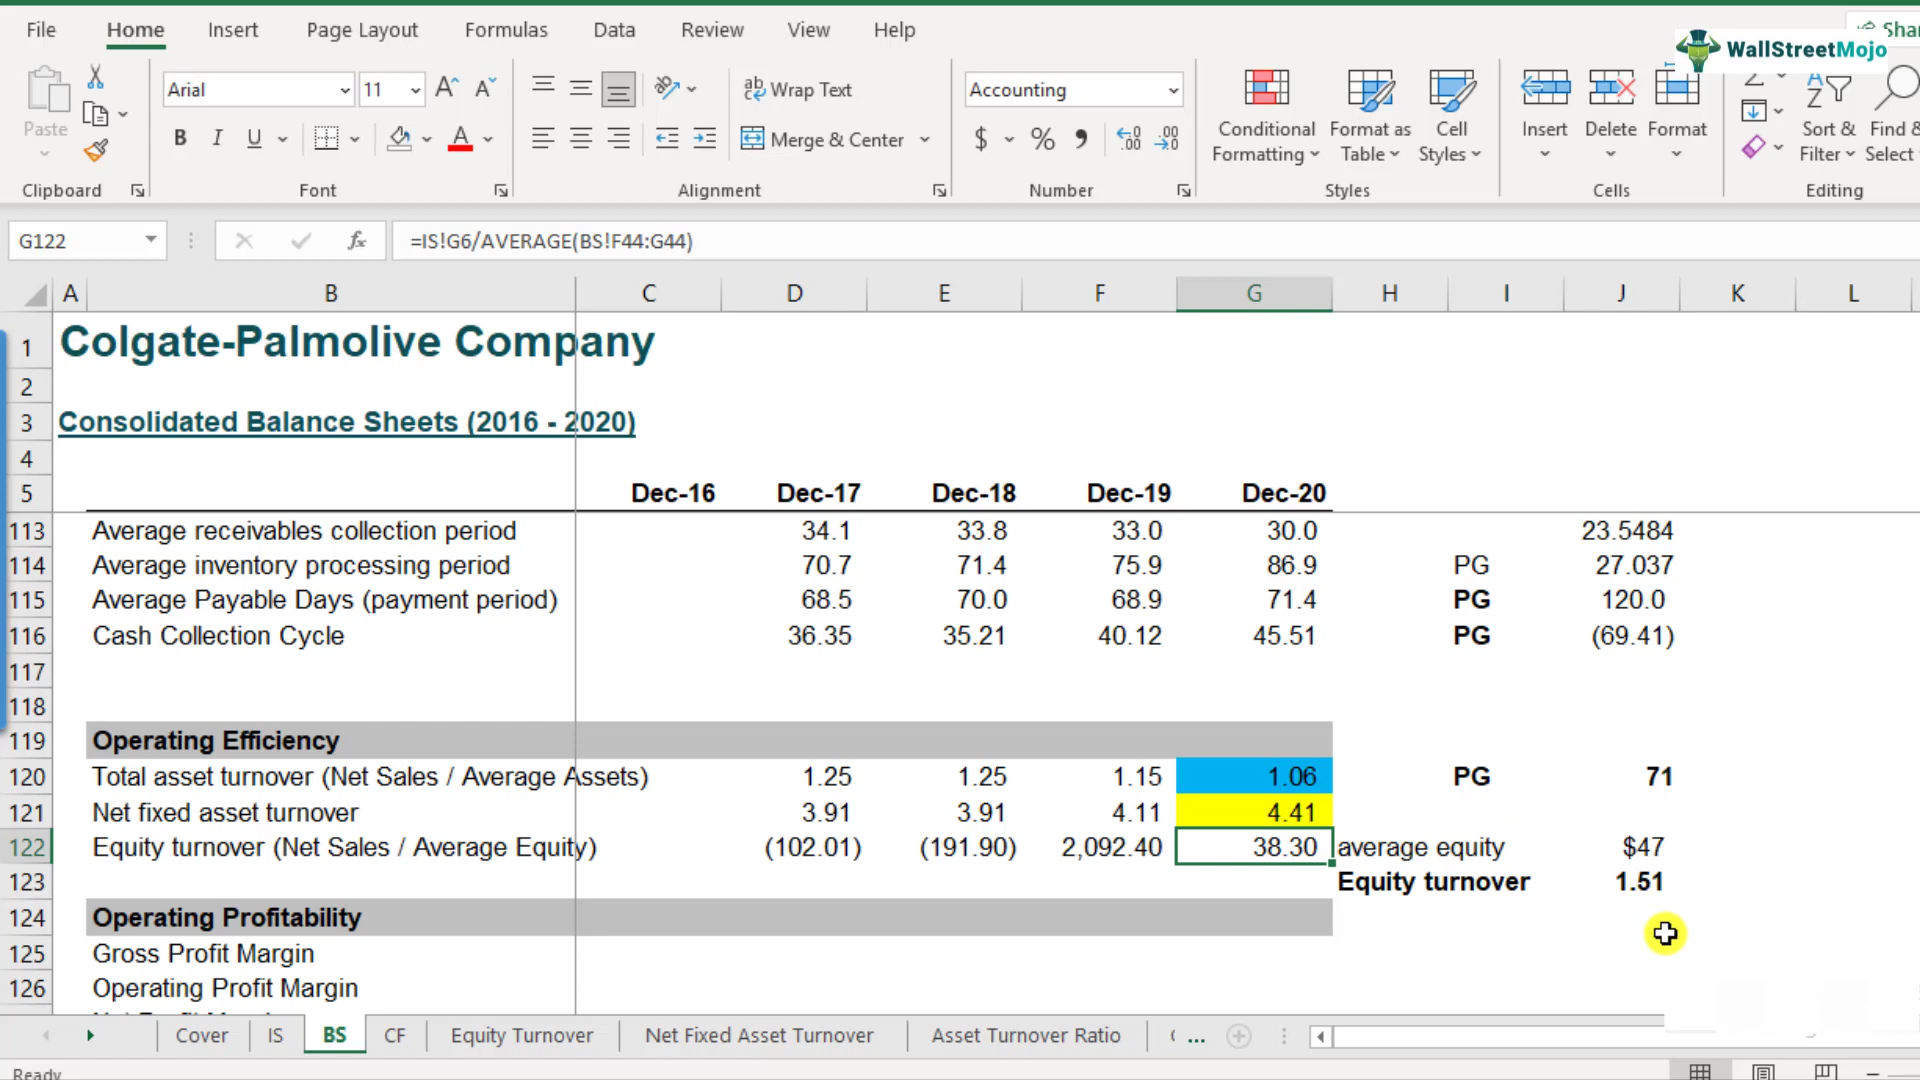 File Home Insert Page Layout Formulas Data Review View Help
WallStreetMojo
Paste
Arial 11
Wrap Text
Accounting
B I U
Merge & Center
$ %
Conditional Formatting
Format as Table
Cell Styles
Insert Delete Format
Sort & Filter
Find & Select
Clipboard Font Alignment Number Styles Cells Editing
G122 fx =IS!G6/AVERAGE(BS!F44:G44)
A B C D E F G H I J K L
1 Colgate-Palmolive Company
2
3 Consolidated Balance Sheets (2016 - 2020)
4
5 Dec-16 Dec-17 Dec-18 Dec-19 Dec-20
113 Average receivables collection period 34.1 33.8 33.0 30.0 23.5484
114 Average inventory processing period 70.7 71.4 75.9 86.9 PG 27.037
115 Average Payable Days (payment period) 68.5 70.0 68.9 71.4 PG 120.0
116 Cash Collection Cycle 36.35 35.21 40.12 45.51 PG (69.41)
117
118
119 Operating Efficiency
120 Total asset turnover (Net Sales / Average Assets) 1.25 1.25 1.15 1.06 PG 71
121 Net fixed asset turnover 3.91 3.91 4.11 4.41
122 Equity turnover (Net Sales / Average Equity) (102.01) (191.90) 2,092.40 38.30 average equity $47
123 Equity turnover 1.51
124 Operating Profitability
125 Gross Profit Margin
126 Operating Profit Margin
Cover IS BS CF Equity Turnover Net Fixed Asset Turnover Asset Turnover Ratio ...
Ready